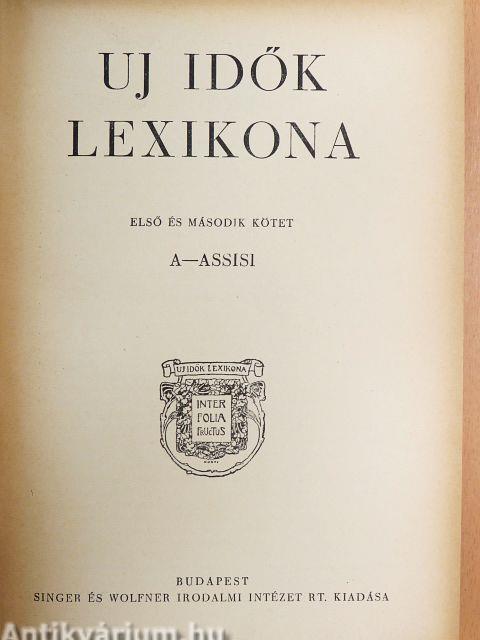 UJ IDŐK
LEXIKONA
ELSŐ ÉS MÁSODIK KÖTET
A—ASSISI
UJ IDŐK LEXIKONA
INTER
FOLIA
FRUCTUS
BUDAPEST
SINGER ÉS WOLFNER IRODALMI INTÉZET RT. KIADÁSA
Antikvárium.hu